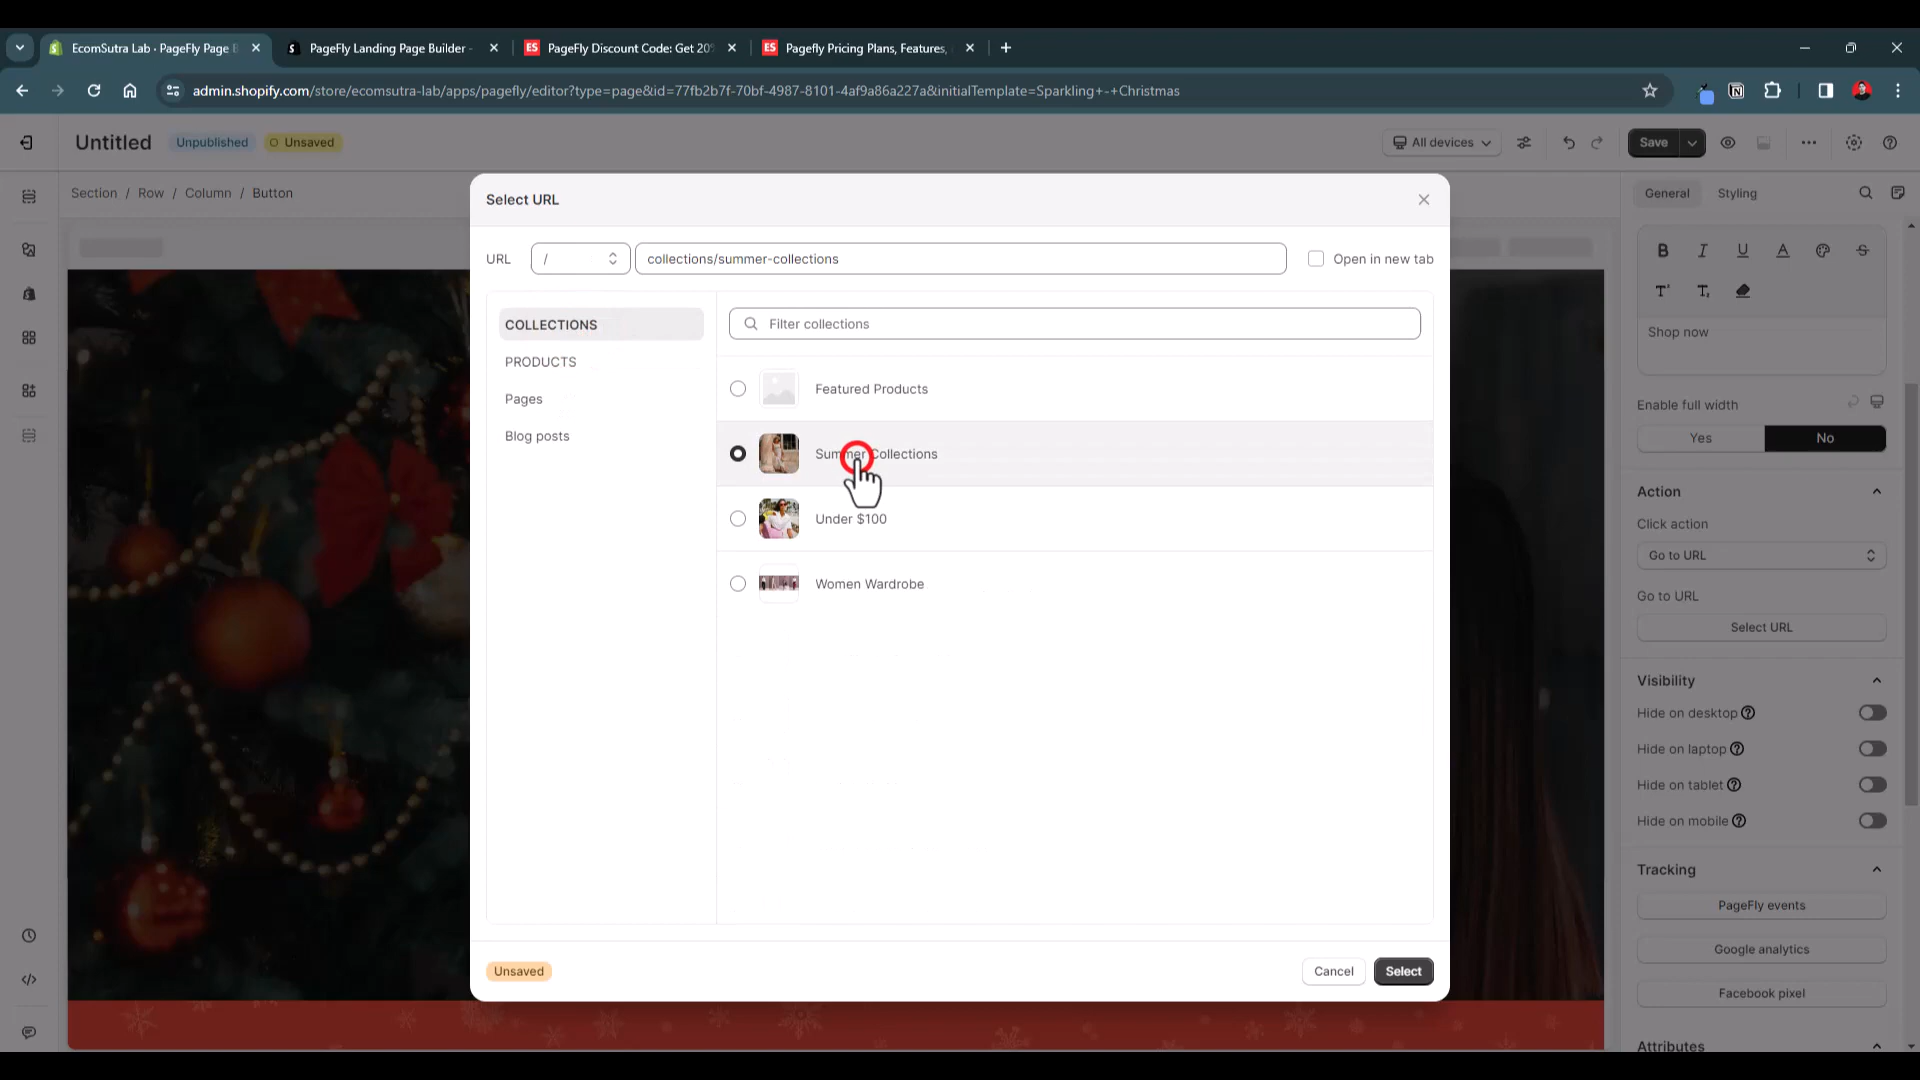 EcomSutra Lab · PageFly Page B
PageFly Landing Page Builder -
ES PageFly Discount Code: Get 20
ES Pagefly Pricing Plans, Features,
admin.shopify.com/store/ecomsutra-lab/apps/pagefly/editor?type=page&id=77fb2b7f-70bf-4987-8101-4af9a86a227a&initialTemplate=Sparkling+-+Christmas
Untitled Unpublished Unsaved All devices Save
Section / Row / Column / Button
General Styling
Select URL
URL / collections/summer-collections Open in new tab
COLLECTIONS
PRODUCTS
Pages
Blog posts
Filter collections
Featured Products
Summer Collections
Under $100
Women Wardrobe
Unsaved
Cancel Select
Shop now
Enable full width
Yes No
Action
Click action
Go to URL
Go to URL
Select URL
Visibility
Hide on desktop
Hide on laptop
Hide on tablet
Hide on mobile
Tracking
PageFly events
Google analytics
Facebook pixel
Attributes